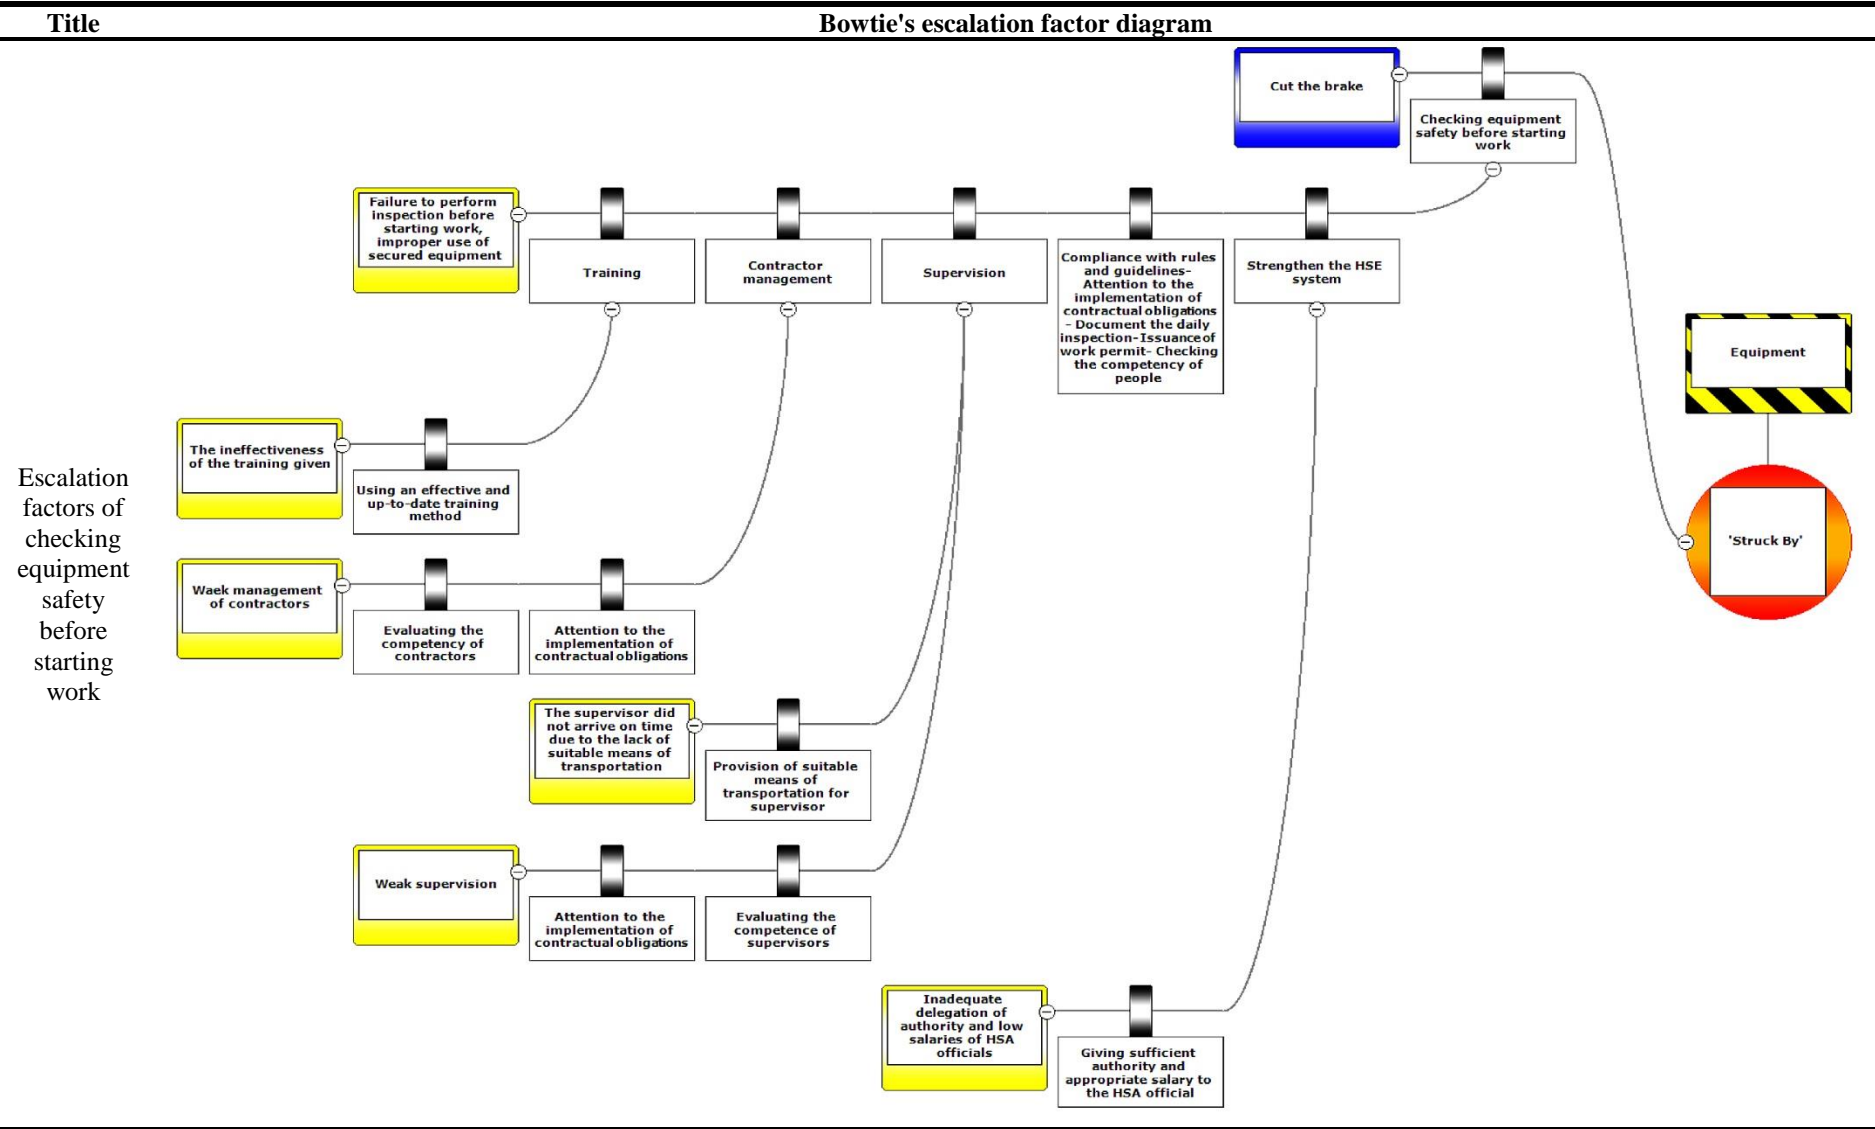 Title
Bowtie's escalation factor diagram
Cut the brake
Checking equipment
safety before starting
work
Failure to perform
inspection before
starting work,
improper use of
secured equipment
Training
Contractor
management
Supervision
Compliance with rules
and guidelines-
Attention to the
implementation of
contractual obligations
- Document the daily
inspection-Issuance of
work permit- Checking
the competency of
people
Strengthen the HSE
system
Equipment
'Struck By'
The ineffectiveness
of the training given
Using an effective and
up-to-date training
method
Escalation
factors of
checking
equipment
safety
before
starting
work
Waek management
of contractors
Evaluating the
competency of
contractors
Attention to the
implementation of
contractual obligations
The supervisor did
not arrive on time
due to the lack of
suitable means of
transportation
Provision of suitable
means of
transportation for
supervisor
Weak supervision
Attention to the
implementation of
contractual obligations
Evaluating the
competence of
supervisors
Inadequate
delegation of
authority and low
salaries of HSA
officials
Giving sufficient
authority and
appropriate salary to
the HSA official